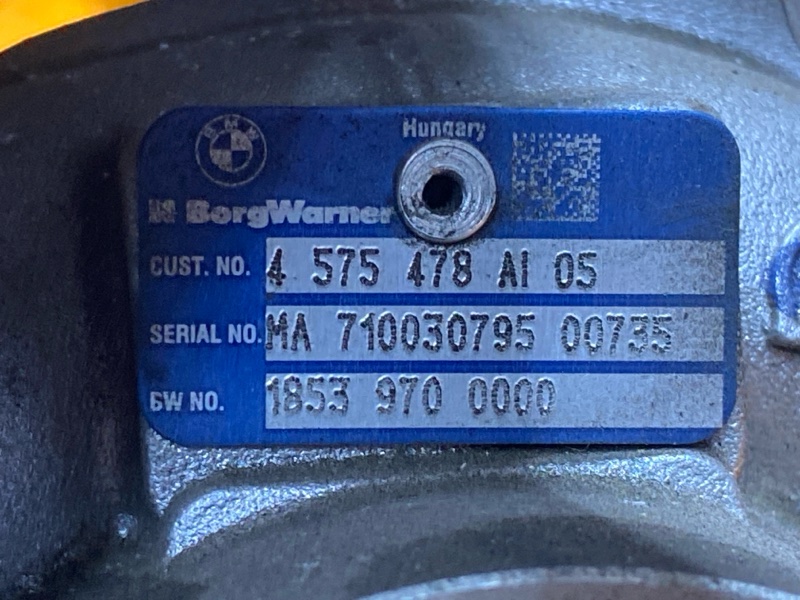 BMW
Hungary
BorgWarner
CUST. NO. 4 575 478 AI 05
SERIAL NO. MA 710030795 00735
BW NO. 1853 970 0000